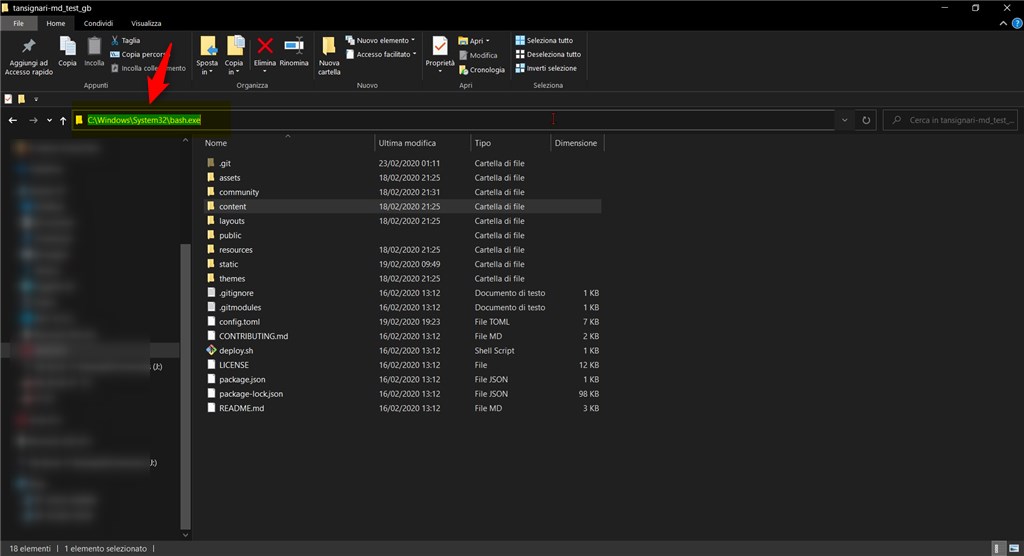 tansignari-md_test_gb
File Home Condividi Visualizza
Aggiungi ad Accesso rapido
Copia
Incolla
Taglia
Copia percorso
Incolla collegamento
Appunti
Sposta in
Copia in
Elimina
Rinomina
Organizza
Nuova cartella
Nuovo elemento
Accesso facilitato
Nuovo
Proprietà
Apri
Modifica
Cronologia
Apri
Seleziona tutto
Deseleziona tutto
Inverti selezione
Selezione
C:\Windows\System32\bash.exe
Cerca in tansignari-md_test_...
Nome Ultima modifica Tipo Dimensione
.git 23/02/2020 01:11 Cartella di file
assets 18/02/2020 21:25 Cartella di file
community 18/02/2020 21:31 Cartella di file
content 18/02/2020 21:25 Cartella di file
layouts 18/02/2020 21:25 Cartella di file
public Cartella di file
resources 18/02/2020 21:25 Cartella di file
static 19/02/2020 09:49 Cartella di file
themes 18/02/2020 21:25 Cartella di file
.gitignore 16/02/2020 13:12 Documento di testo 1 KB
.gitmodules 16/02/2020 13:12 Documento di testo 1 KB
config.toml 19/02/2020 19:23 File TOML 7 KB
CONTRIBUTING.md 16/02/2020 13:12 File MD 2 KB
deploy.sh 16/02/2020 13:12 Shell Script 1 KB
LICENSE 16/02/2020 13:12 File 12 KB
package.json 16/02/2020 13:12 File JSON 1 KB
package-lock.json 16/02/2020 13:12 File JSON 98 KB
README.md 16/02/2020 13:12 File MD 3 KB
(J:)
J:)
18 elementi 1 elemento selezionato